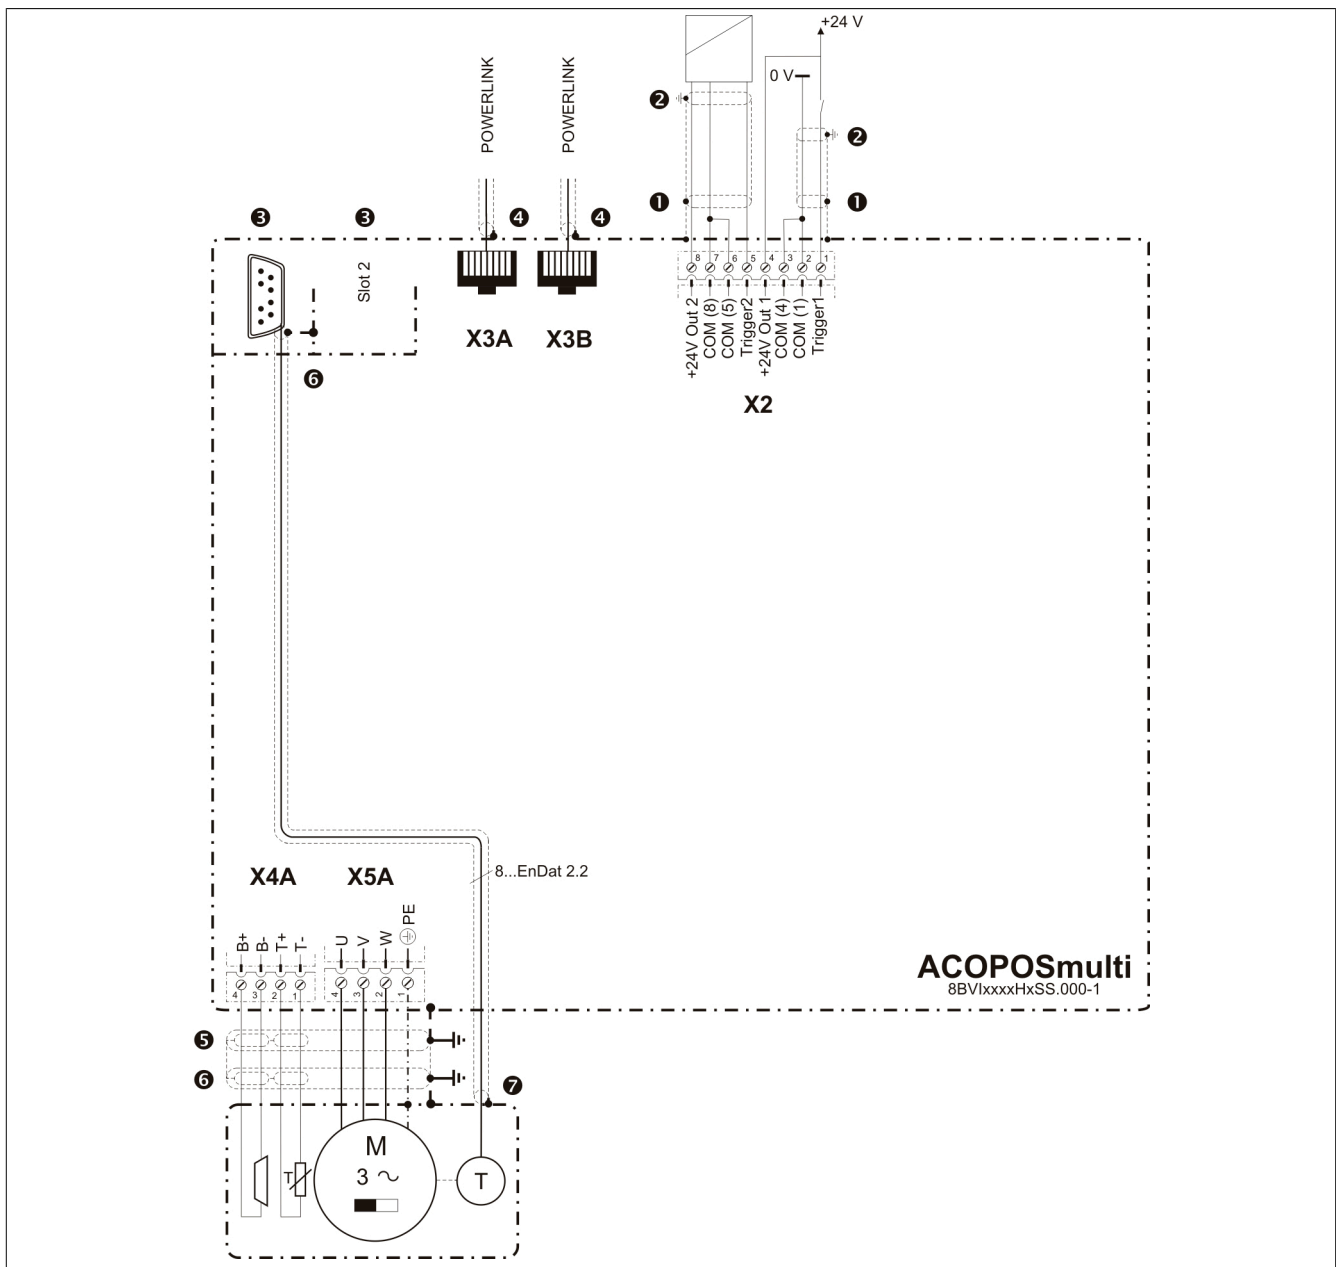 +24 V
0 V
POWERLINK
POWERLINK
❷
❷
❶
❶
❸
❸
❹
❹
Slot 2
8 7 6 5 4 3 2 1
+24V Out 2
COM (8)
COM (5)
Trigger2
+24V Out 1
COM (4)
COM (1)
Trigger1
X3A
X3B
X2
❻
8...EnDat 2.2
X4A
X5A
B+
B-
T+
T-
U
V
W
PE
4 3 2 1
4 3 2 1
ACOPOSmulti
8BVIxxxxHxSS.000-1
❺
❻
❼
M
3
T
T